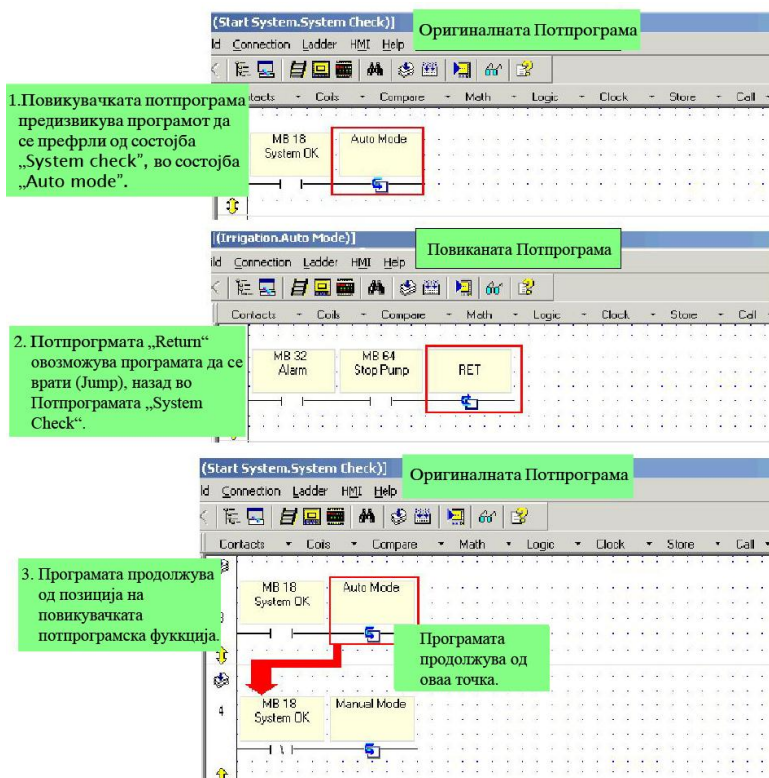 (Start System.System Check)]
Оригиналната Потпрограма
ld Connection Ladder HMI Help
Contacts Coils Compare Math Logic Clock Store Call
1.Повикувачката потпрограма
предизвикува програмот да
се префрли од состојба
„System check", во состојба
„Auto mode".
MB 18
System OK
Auto Mode
(Irrigation.Auto Mode)]
Повиканата Потпрограма
ild Connection Ladder HMI Help
Contacts Coils Compare Math Logic Clock Store Call
2. Потпрогрмата „Return“
овозможува програмата да се
врати (Jump), назад во
Потпрограмата „System
Check“.
MB 32
Alarm
MB 64
Stop Pump
RET
(Start System.System Check)]
Оригиналната Потпрограма
ld Connection Ladder HMI Help
Contacts Coils Compare Math Logic Clock Store Call
3. Програмата продолжува
од позиција на
повикувачката
потпрограмска фуккција.
MB 18
System OK
Auto Mode
3
Програмата
продолжува од
оваа точка.
4
MB 18
System OK
Manual Mode